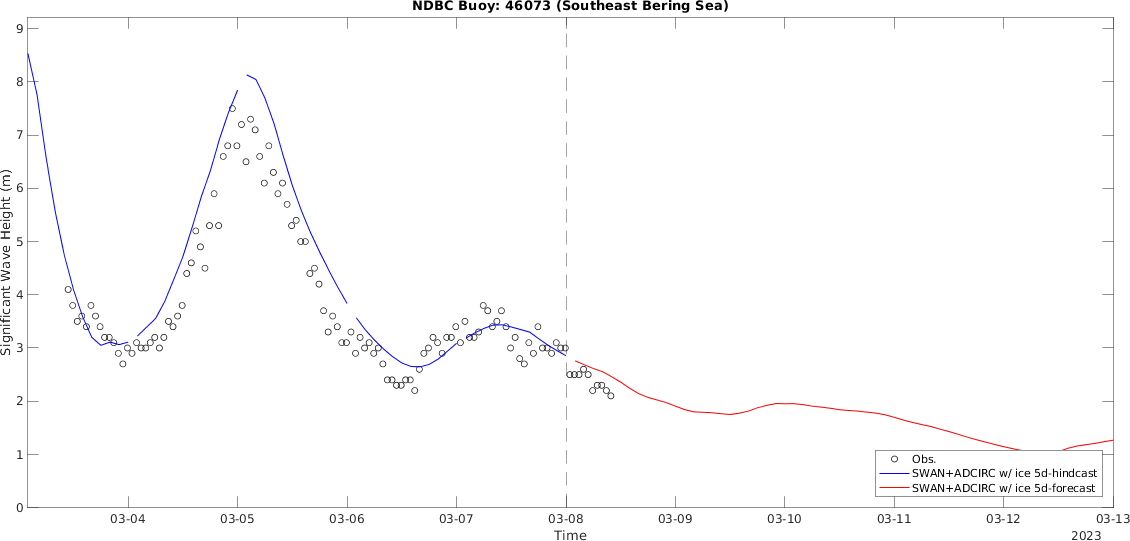 NDBC Buoy: 46073 (Southeast Bering Sea)
Significant Wave Height (m)
9
8
7
6
5
4
3
2
1
0
Obs.
SWAN+ADCIRC w/ ice 5d-hindcast
SWAN+ADCIRC w/ ice 5d-forecast
03-04 03-05 03-06 03-07 03-08 03-09 03-10 03-11 03-12 03-13
Time
2023